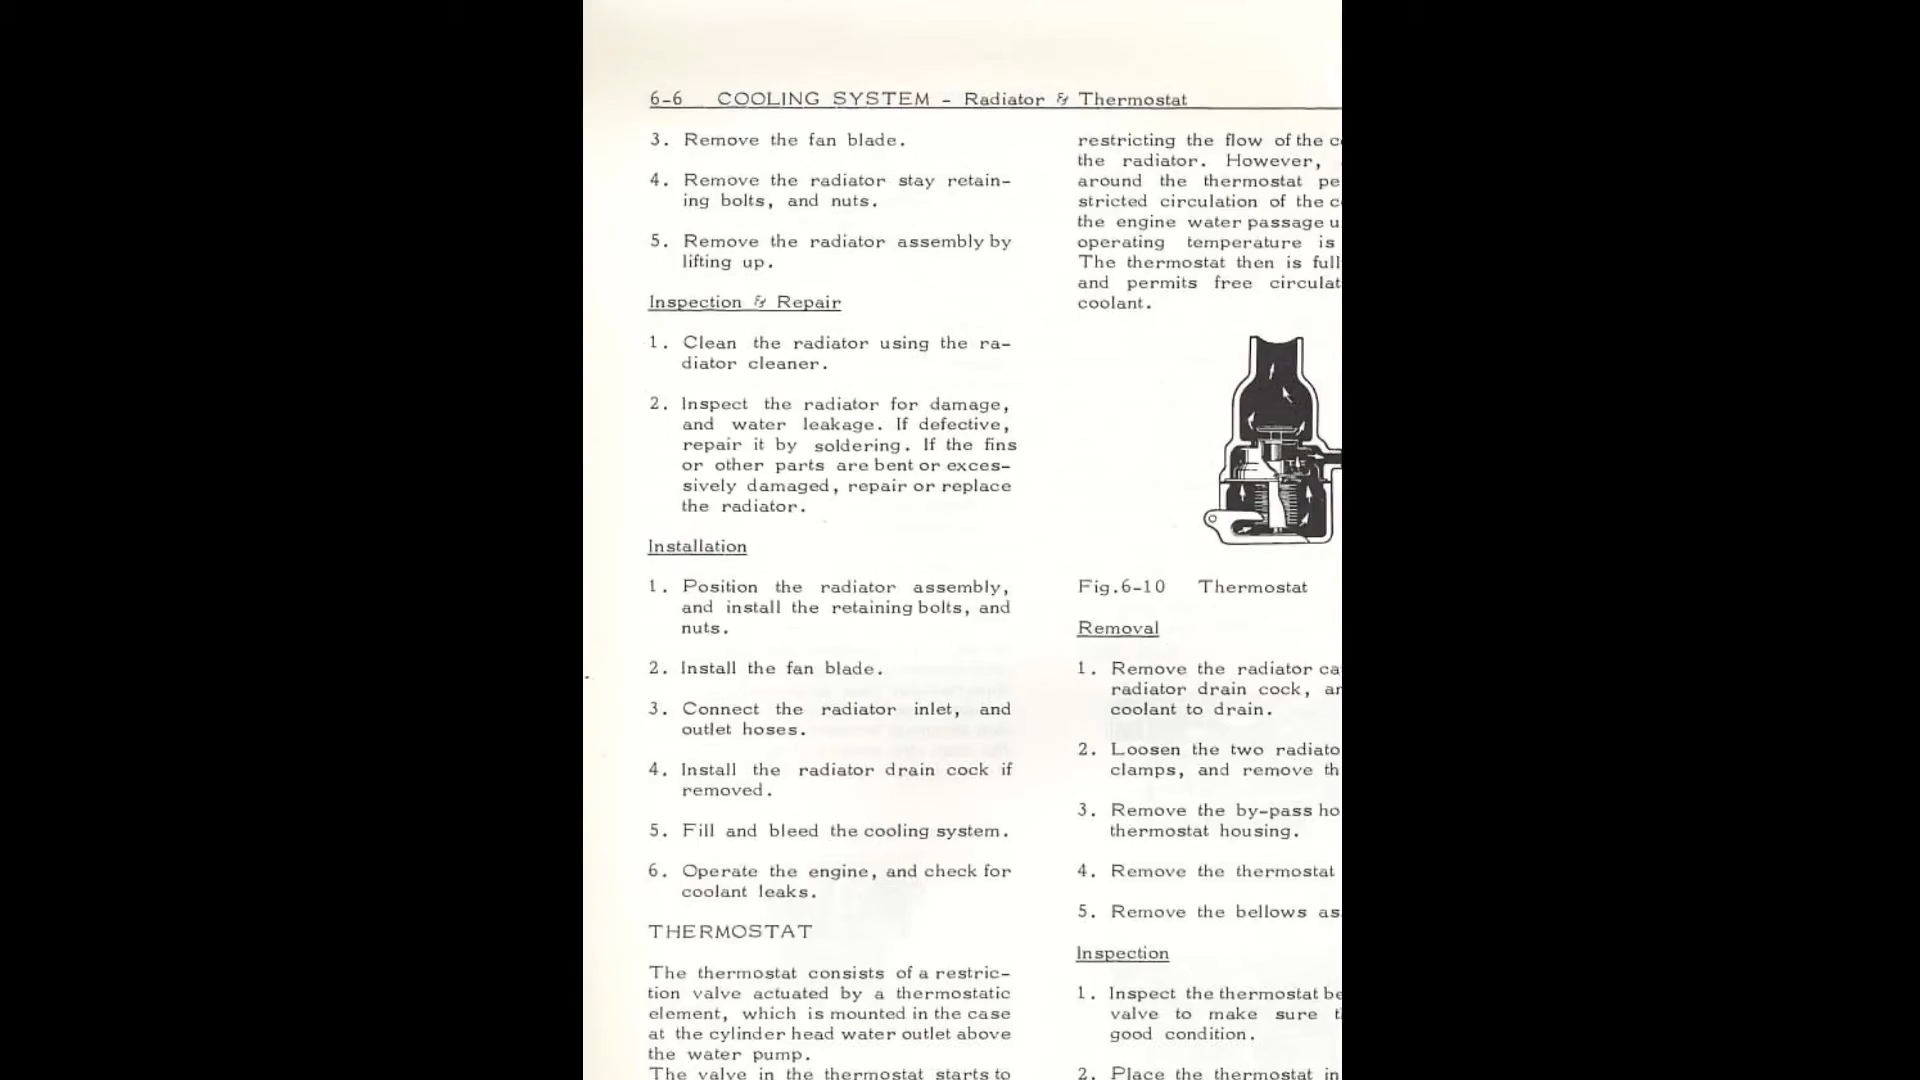 6-6 COOLING SYSTEM - Radiator & Thermostat
3. Remove the fan blade.
4. Remove the radiator stay retain-
ing bolts, and nuts.
5. Remove the radiator assembly by
lifting up.
Inspection & Repair
1. Clean the radiator using the ra-
diator cleaner.
2. Inspect the radiator for damage,
and water leakage. If defective,
repair it by soldering. If the fins
or other parts are bent or exces-
sively damaged, repair or replace
the radiator.
Installation
1. Position the radiator assembly,
and install the retaining bolts, and
nuts.
2. Install the fan blade.
3. Connect the radiator inlet, and
outlet hoses.
4. Install the radiator drain cock if
removed.
5. Fill and bleed the cooling system.
6. Operate the engine, and check for
coolant leaks.
THERMOSTAT
The thermostat consists of a restric-
tion valve actuated by a thermostatic
element, which is mounted in the case
at the cylinder head water outlet above
the water pump.
The valve in the thermostat starts to
restricting the flow of the
the radiator. However,
around the thermostat
stricted circulation of the
the engine water passage
operating temperature is
The thermostat then is
and permits free
coolant.
Fig.6-10 Thermostat
Removal
1. Remove the radiator
radiator drain cock,
coolant to drain.
2. Loosen the two
clamps, and remove
3. Remove the by-pass
thermostat housing.
4. Remove the thermostat
5. Remove the bellows
Inspection
1. Inspect the thermostat
valve to make sure
good condition.
2. Place the thermostat in